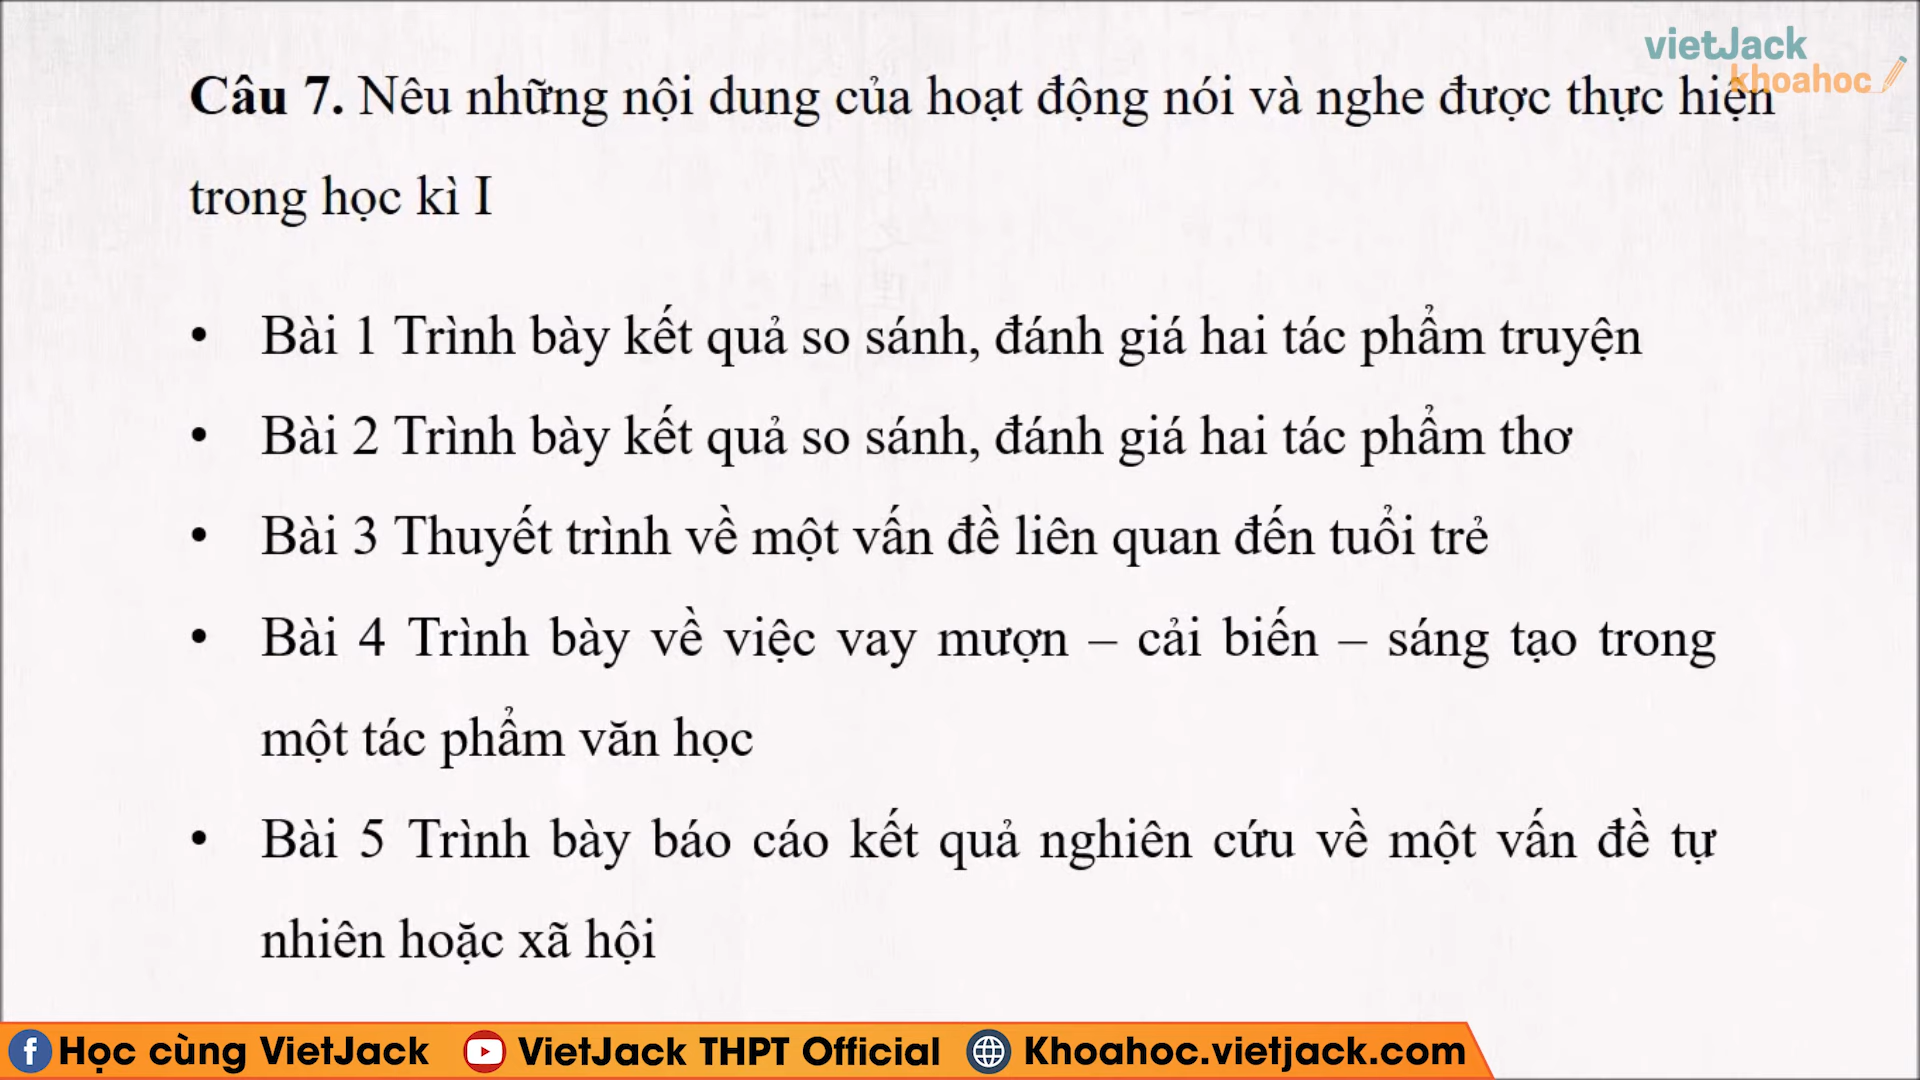 vietJack
khoahoc
Câu 7. Nêu những nội dung của hoạt động nói và nghe được thực hiện
trong học kì I
• Bài 1 Trình bày kết quả so sánh, đánh giá hai tác phẩm truyện
• Bài 2 Trình bày kết quả so sánh, đánh giá hai tác phẩm thơ
• Bài 3 Thuyết trình về một vấn đề liên quan đến tuổi trẻ
• Bài 4 Trình bày về việc vay mượn – cải biến – sáng tạo trong
một tác phẩm văn học
• Bài 5 Trình bày báo cáo kết quả nghiên cứu về một vấn đề tự
nhiên hoặc xã hội
Học cùng VietJack VietJack THPT Official Khoahoc.vietjack.com